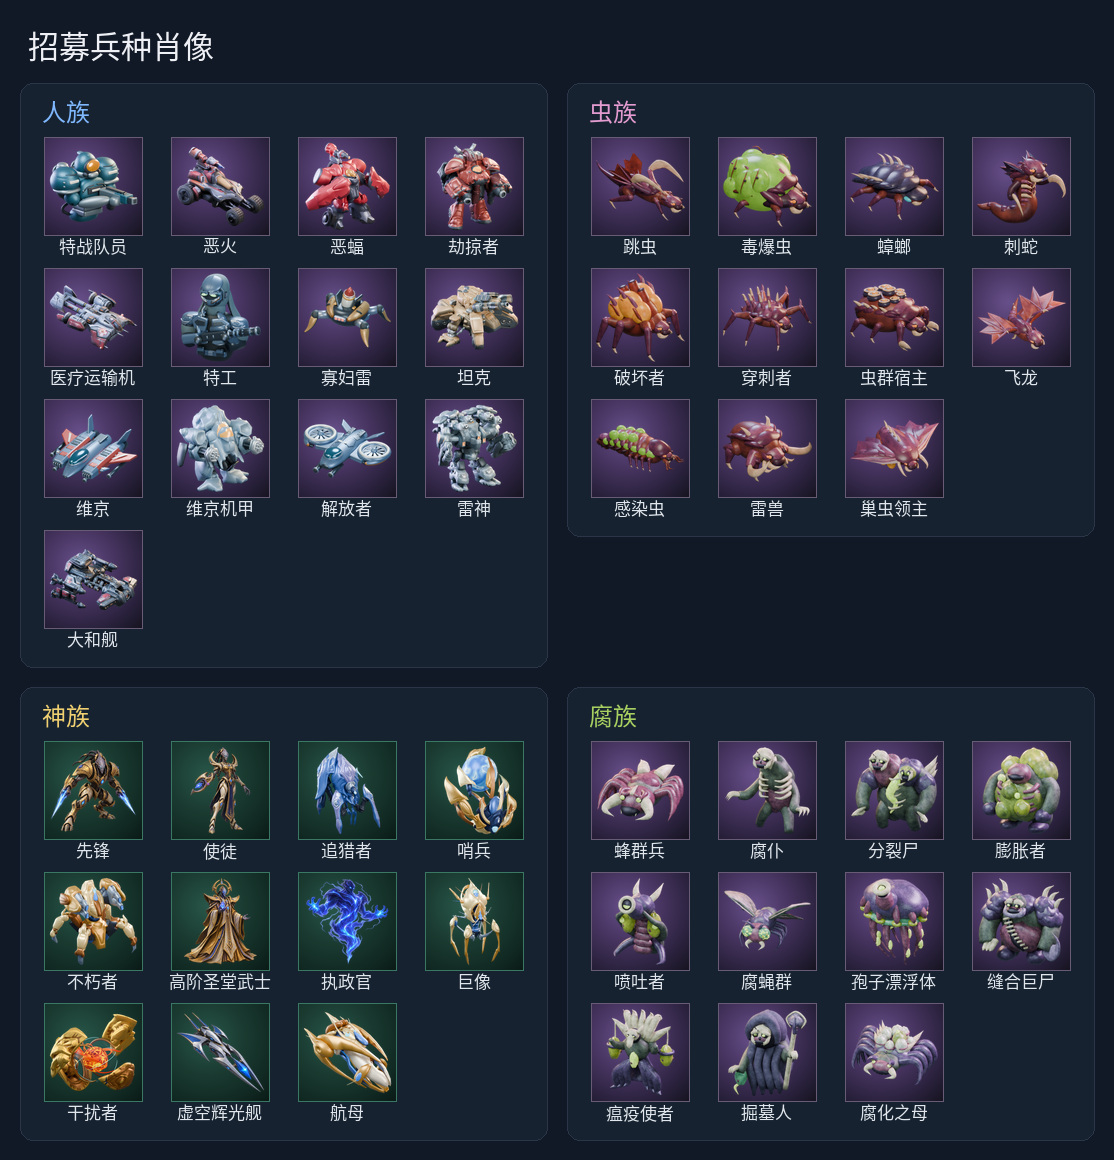 招募兵种肖像
人族
特战队员 恶火 恶蝠 劫掠者
医疗运输机 特工 寡妇雷 坦克
维京 维京机甲 解放者 雷神
大和舰
虫族
跳虫 毒爆虫 蟑螂 刺蛇
破坏者 穿刺者 虫群宿主 飞龙
感染虫 雷兽 巢虫领主
神族
先锋 使徒 追猎者 哨兵
不朽者 高阶圣堂武士 执政官 巨像
干扰者 虚空辉光舰 航母
腐族
蜂群兵 腐仆 分裂尸 膨胀者
喷吐者 腐蝇群 孢子漂浮体 缝合巨尸
瘟疫使者 掘墓人 腐化之母